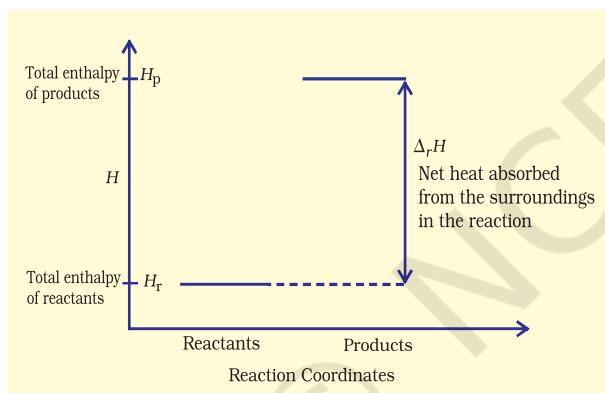 Total enthalpy
of products
Hp
H
ΔrH
Net heat absorbed
from the surroundings
in the reaction
Total enthalpy
of reactants
Hr
Reactants
Products
Reaction Coordinates